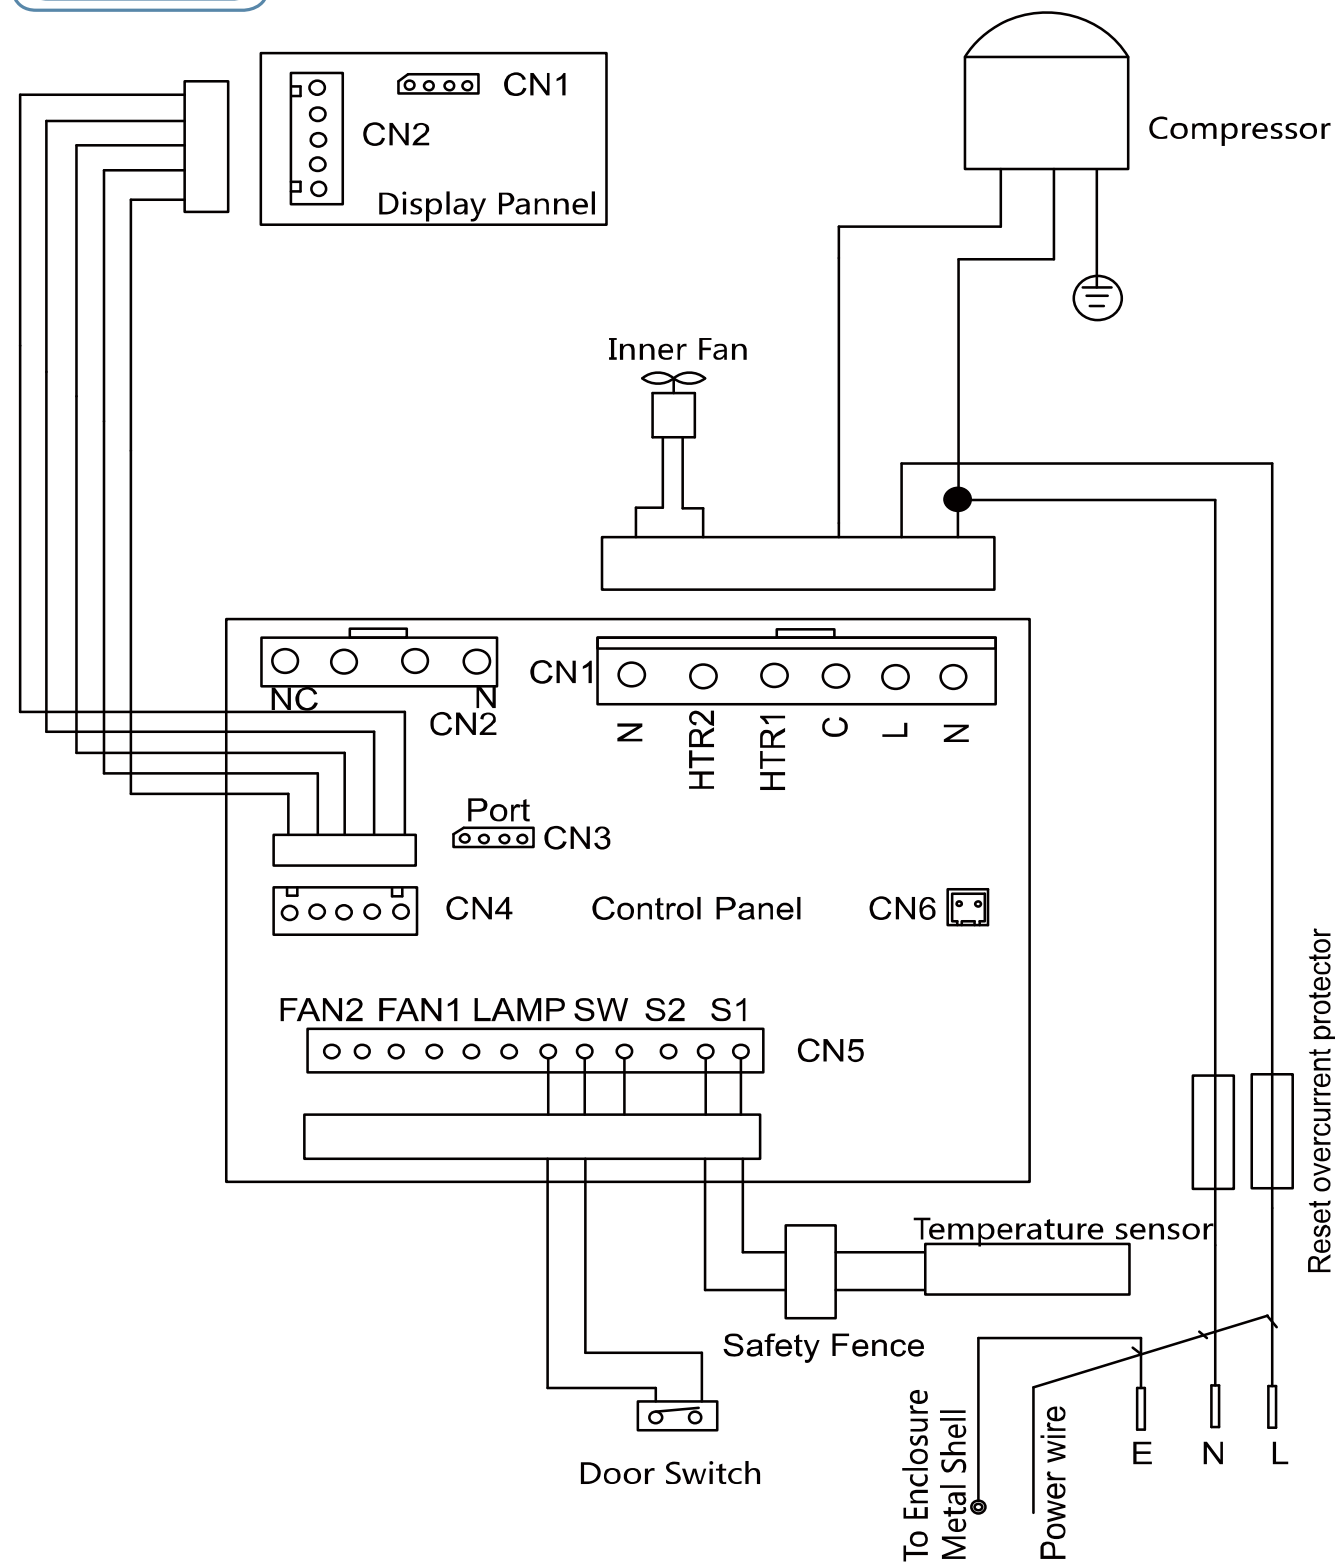 CN1
CN2
Display Pannel
Compressor
Inner Fan
CN1
NC
N
CN2
N
HTR2
HTR1
C
L
N
Port
CN3
CN4
Control Panel
CN6
FAN2 FAN1 LAMP SW S2 S1
CN5
Reset overcurrent protector
Temperature sensor
Safety Fence
Door Switch
To Enclosure
Metal Shell
Power wire
E
N
L